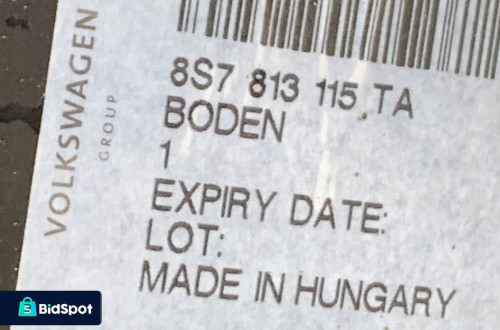 VOLKSWAGEN
GROUP
8S7 813 115 TA
BODEN
1
EXPIRY DATE:
LOT:
MADE IN HUNGARY
S
BidSpot